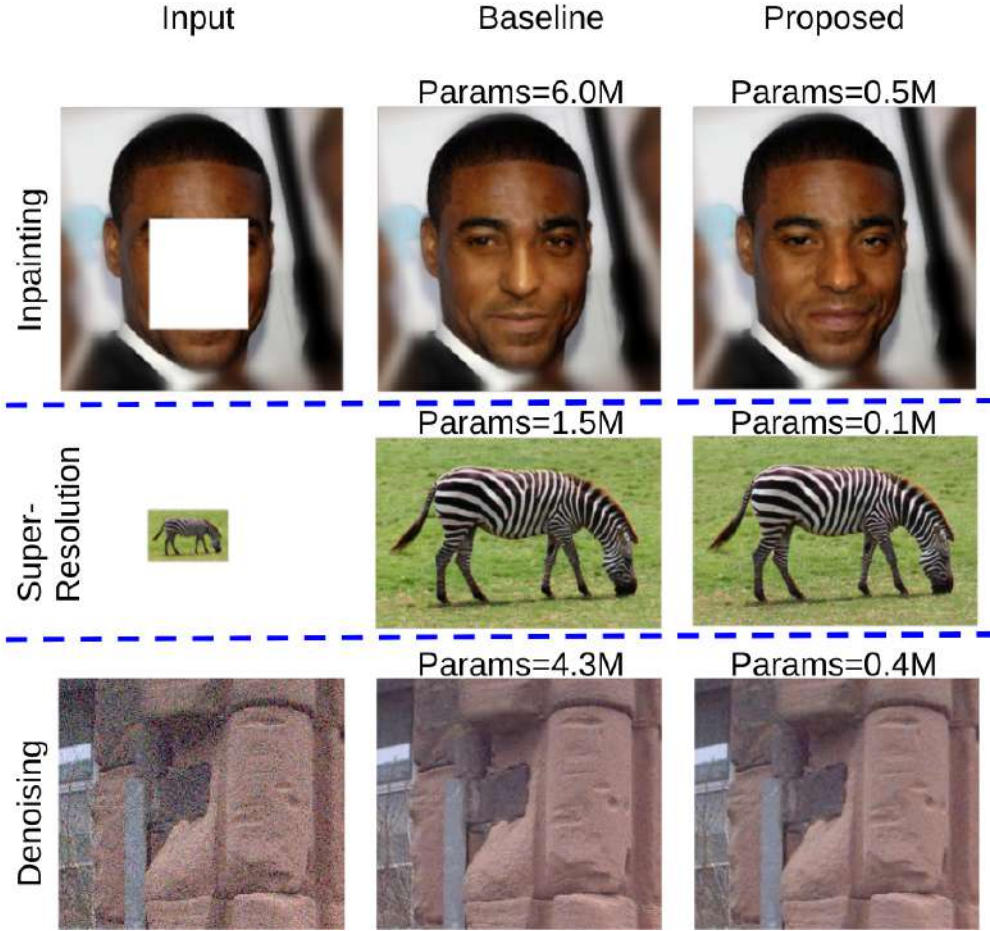 Input Baseline Proposed
Params=6.0M Params=0.5M
Inpainting
Params=1.5M Params=0.1M
Super-
Resolution
Params=4.3M Params=0.4M
Denoising